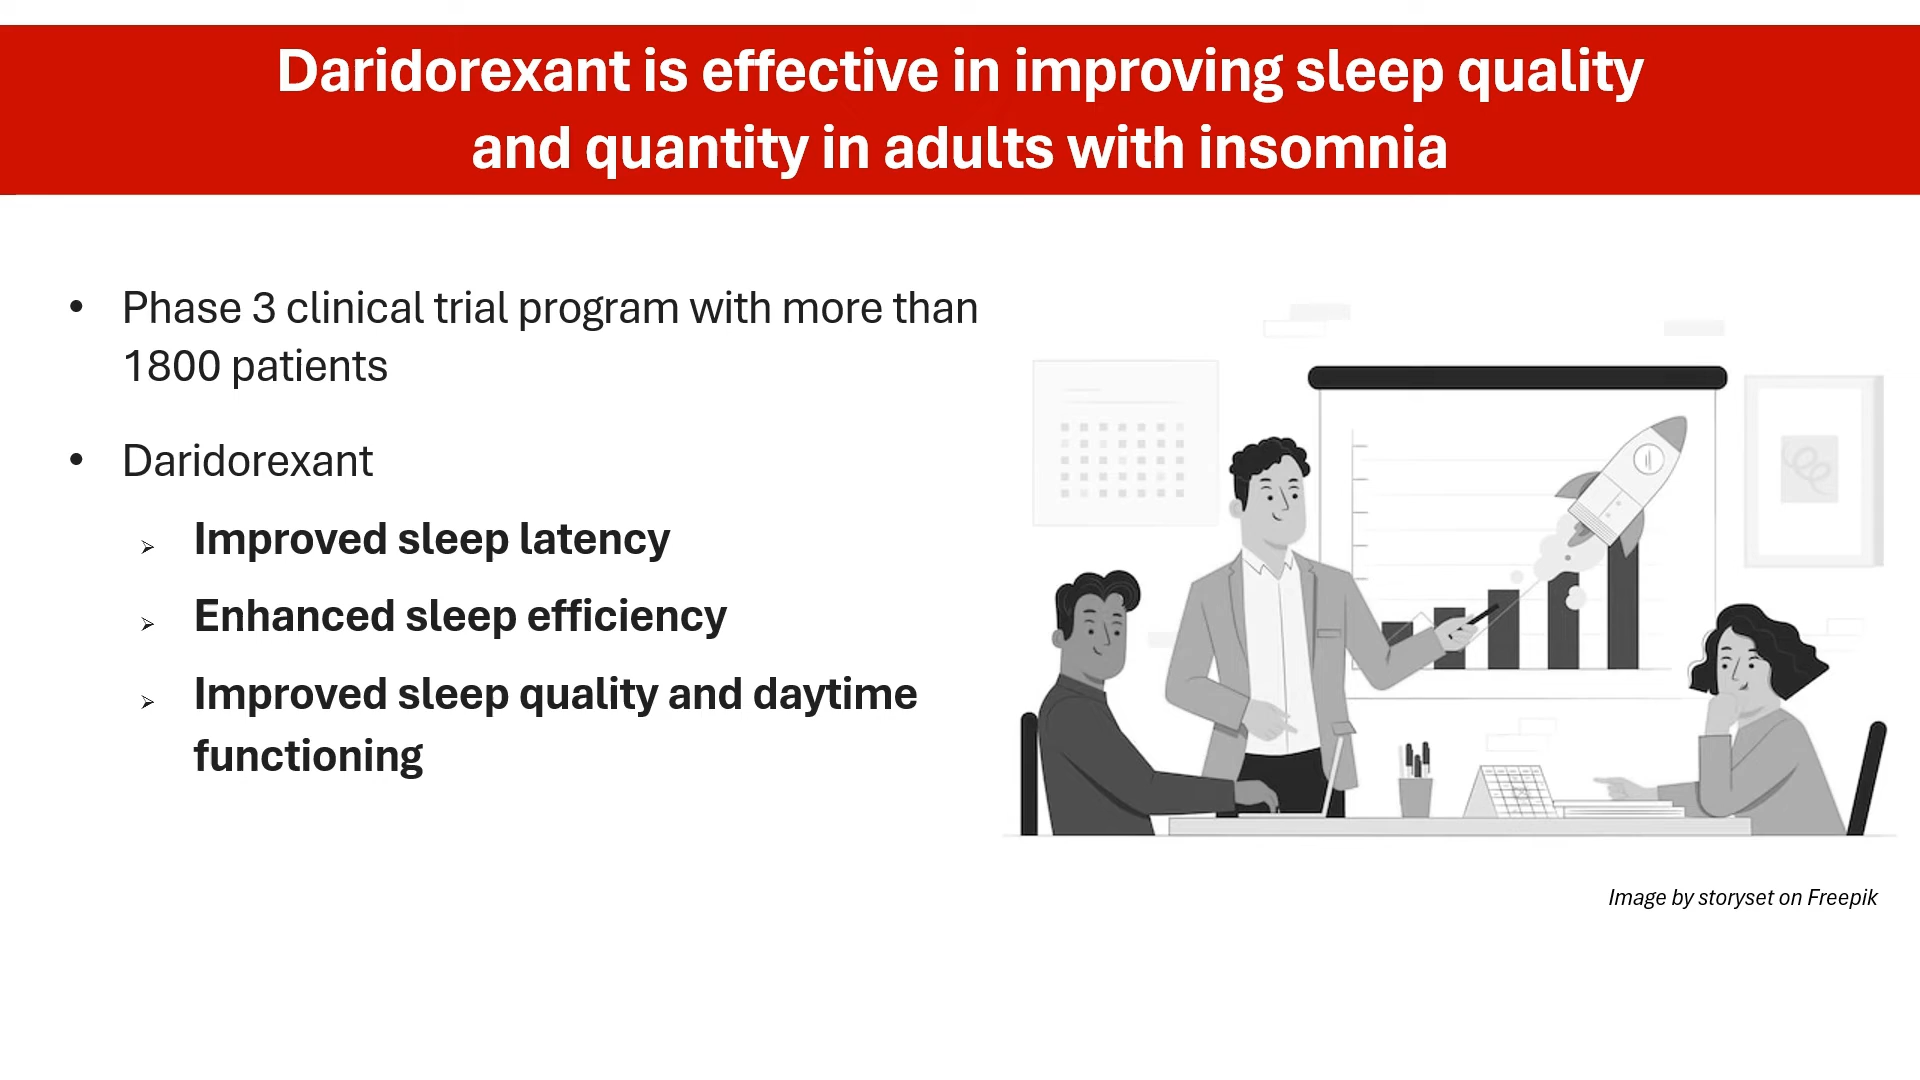 Daridorexant is effective in improving sleep quality
and quantity in adults with insomnia
• Phase 3 clinical trial program with more than
1800 patients
• Daridorexant
➢ Improved sleep latency
➢ Enhanced sleep efficiency
➢ Improved sleep quality and daytime
functioning
Image by storyset on Freepik